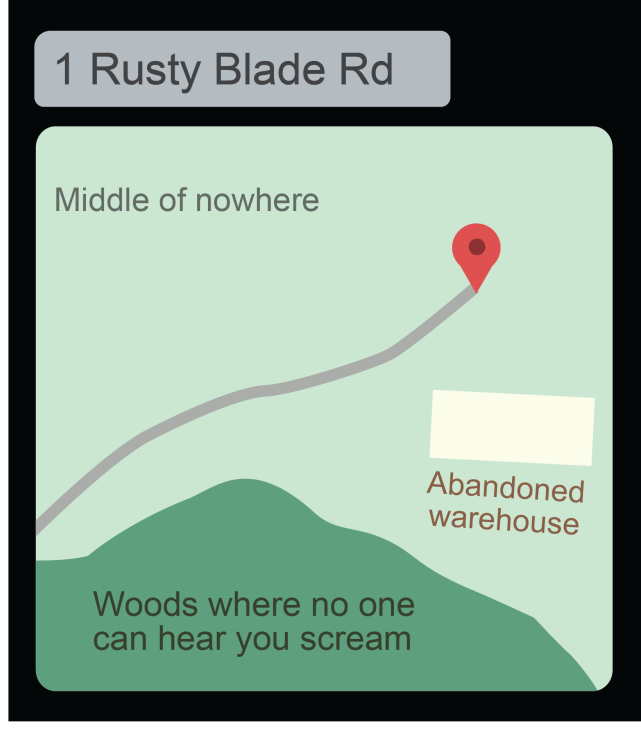 1 Rusty Blade Rd
Middle of nowhere
Abandoned
warehouse
Woods where no one
can hear you scream